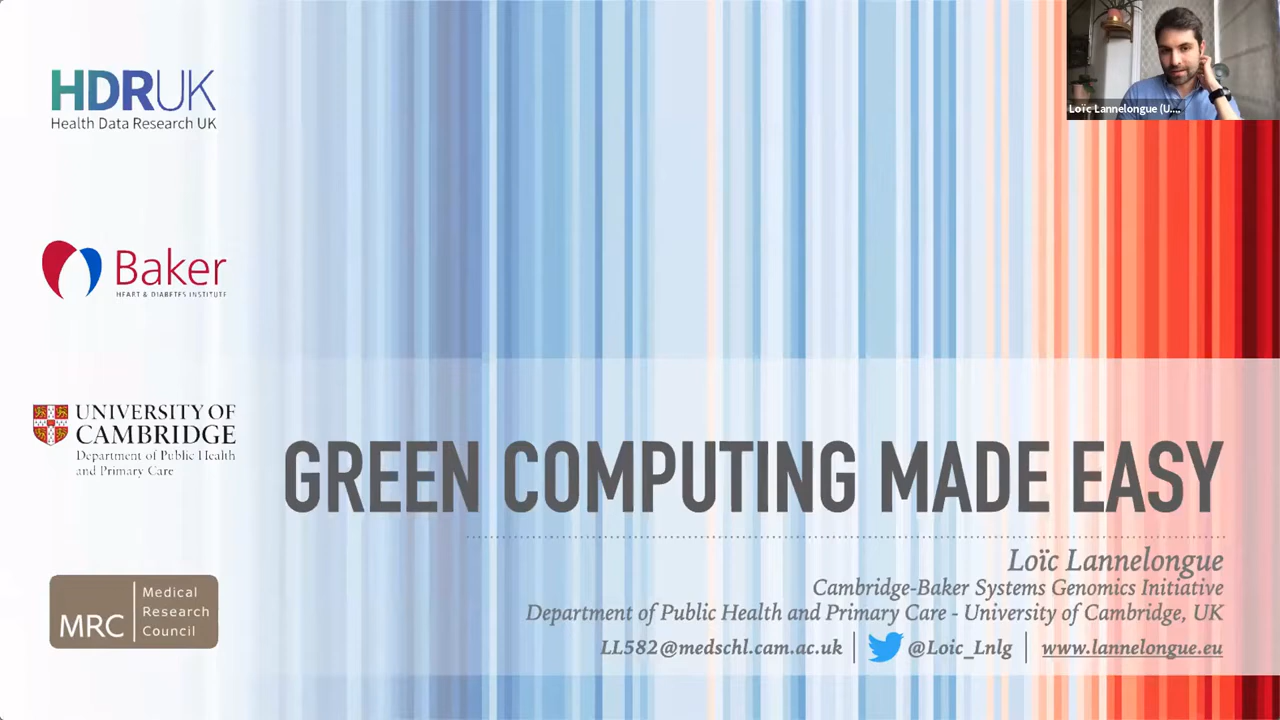 HDRUK
Health Data Research UK
Baker
HEART & DIABETES INSTITUTE
UNIVERSITY OF
CAMBRIDGE
Department of Public Health
and Primary Care
MRC
Medical
Research
Council
Loïc Lannelongue (U...
GREEN COMPUTING MADE EASY
Loïc Lannelongue
Cambridge-Baker Systems Genomics Initiative
Department of Public Health and Primary Care - University of Cambridge, UK
LL582@medschl.cam.ac.uk | @Loic_Lnlg | www.lannelongue.eu